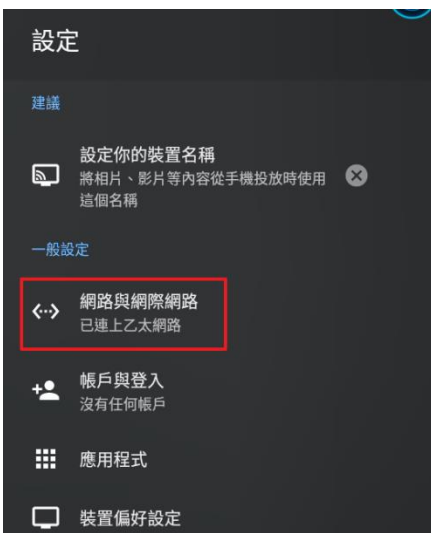 設定
建議
設定你的裝置名稱
將相片、影片等內容從手機投放時使用
這個名稱
一般設定
網路與網際網路
已連上乙太網路
帳戶與登入
沒有任何帳戶
應用程式
裝置偏好設定